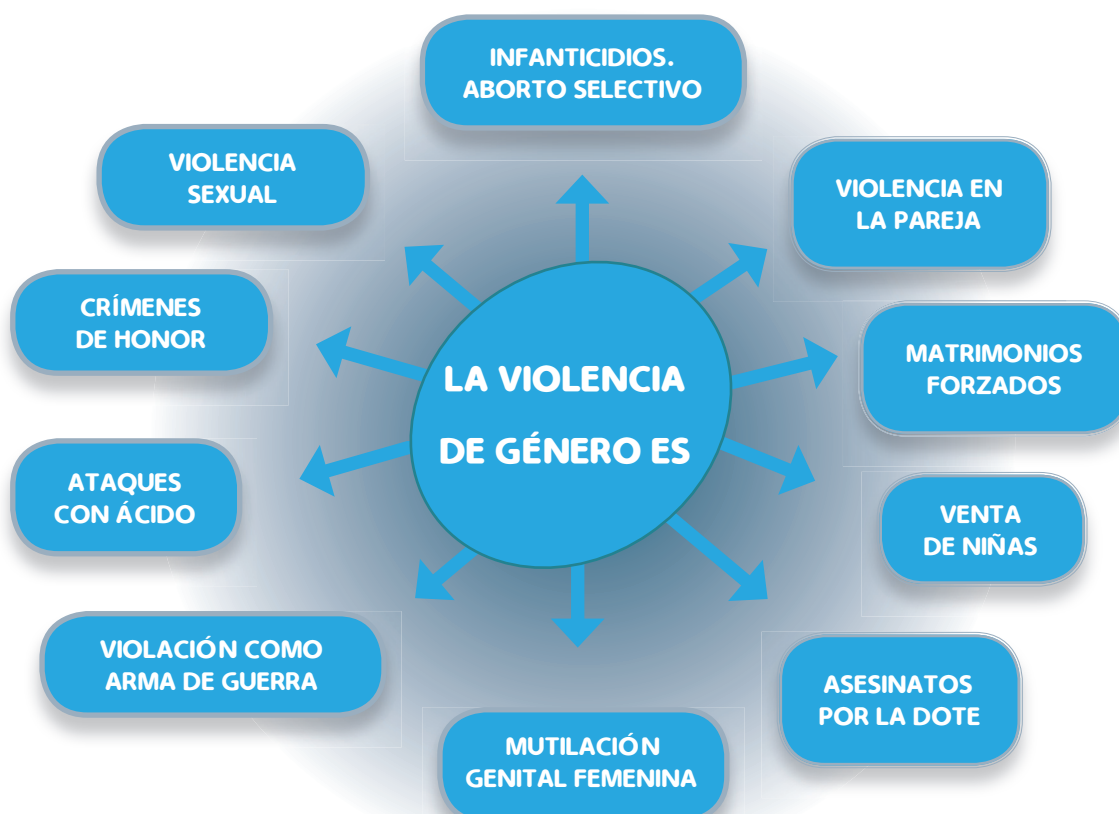 INFANTICIDIOS.
ABORTO SELECTIVO
VIOLENCIA
SEXUAL
VIOLENCIA EN
LA PAREJA
CRÍMENES
DE HONOR
MATRIMONIOS
FORZADOS
LA VIOLENCIA
DE GÉNERO ES
ATAQUES
CON ÁCIDO
VENTA
DE NIÑAS
VIOLACIÓN COMO
ARMA DE GUERRA
ASESINATOS
POR LA DOTE
MUTILACIÓN
GENITAL FEMENINA